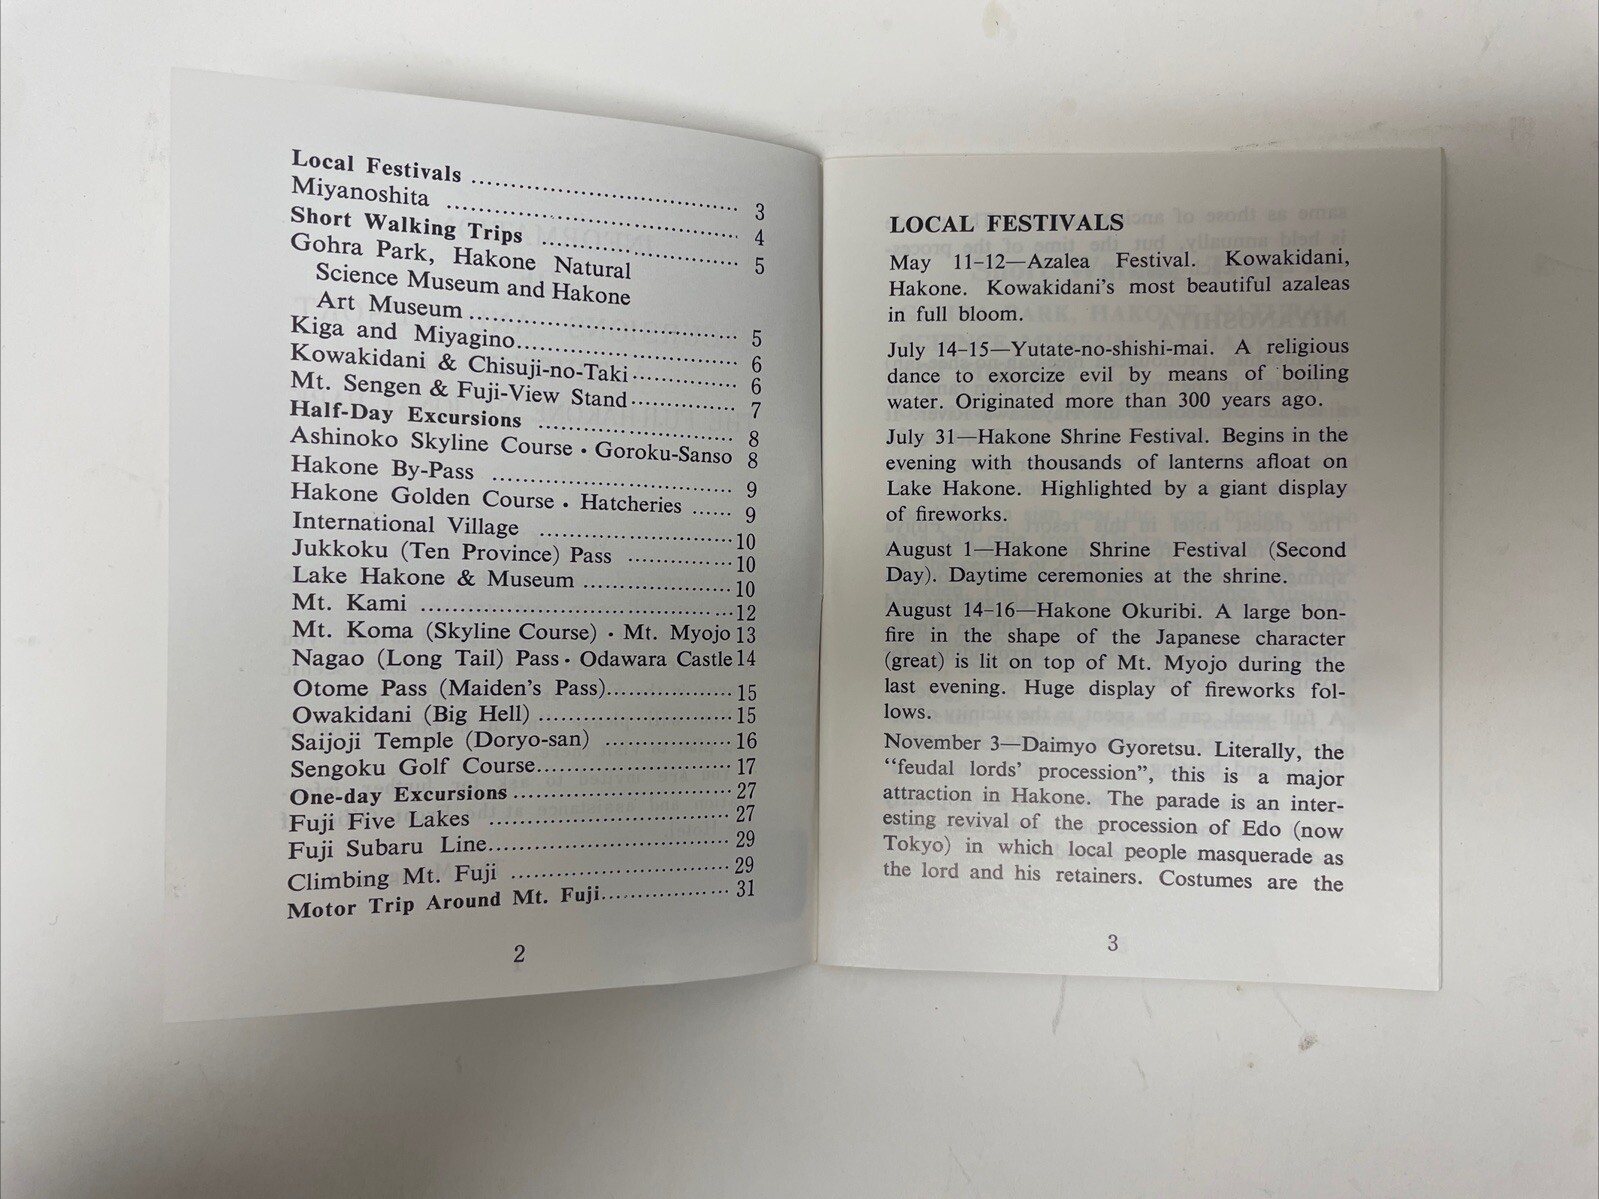 Local Festivals .................................. 3
Miyanoshita ..................................... 4
Short Walking Trips ......................... 5
Gohra Park, Hakone Natural
Science Museum and Hakone
Art Museum .................................. 5
Kiga and Miyagino............................ 6
Kowakidani & Chisuji-no-Taki............. 6
Mt. Sengen & Fuji-View Stand.............. 7
Half-Day Excursions ......................... 8
Ashinoko Skyline Course · Goroku-Sanso 8
Hakone By-Pass ............................... 9
Hakone Golden Course · Hatcheries ...... 9
International Village .........................10
Jukkoku (Ten Province) Pass ..............10
Lake Hakone & Museum ....................10
Mt. Kami ........................................12
Mt. Koma (Skyline Course) · Mt. Myojo 13
Nagao (Long Tail) Pass · Odawara Castle 14
Otome Pass (Maiden's Pass)..................15
Owakidani (Big Hell) .........................15
Saijoji Temple (Doryo-san) .................16
Sengoku Golf Course.........................17
One-day Excursions ............................27
Fuji Five Lakes ...............................27
Fuji Subaru Line...............................29
Climbing Mt. Fuji ............................29
Motor Trip Around Mt. Fuji.................31
2
LOCAL FESTIVALS
May 11–12—Azalea Festival. Kowakidani,
Hakone. Kowakidani's most beautiful azaleas
in full bloom.
July 14–15—Yutate-no-shishi-mai. A religious
dance to exorcize evil by means of boiling
water. Originated more than 300 years ago.
July 31—Hakone Shrine Festival. Begins in the
evening with thousands of lanterns afloat on
Lake Hakone. Highlighted by a giant display
of fireworks.
August 1—Hakone Shrine Festival (Second
Day). Daytime ceremonies at the shrine.
August 14–16—Hakone Okuribi. A large bon-
fire in the shape of the Japanese character
(great) is lit on top of Mt. Myojo during the
last evening. Huge display of fireworks fol-
lows.
November 3—Daimyo Gyoretsu. Literally, the
“feudal lords' procession”, this is a major
attraction in Hakone. The parade is an inter-
esting revival of the procession of Edo (now
Tokyo) in which local people masquerade as
the lord and his retainers. Costumes are the
3